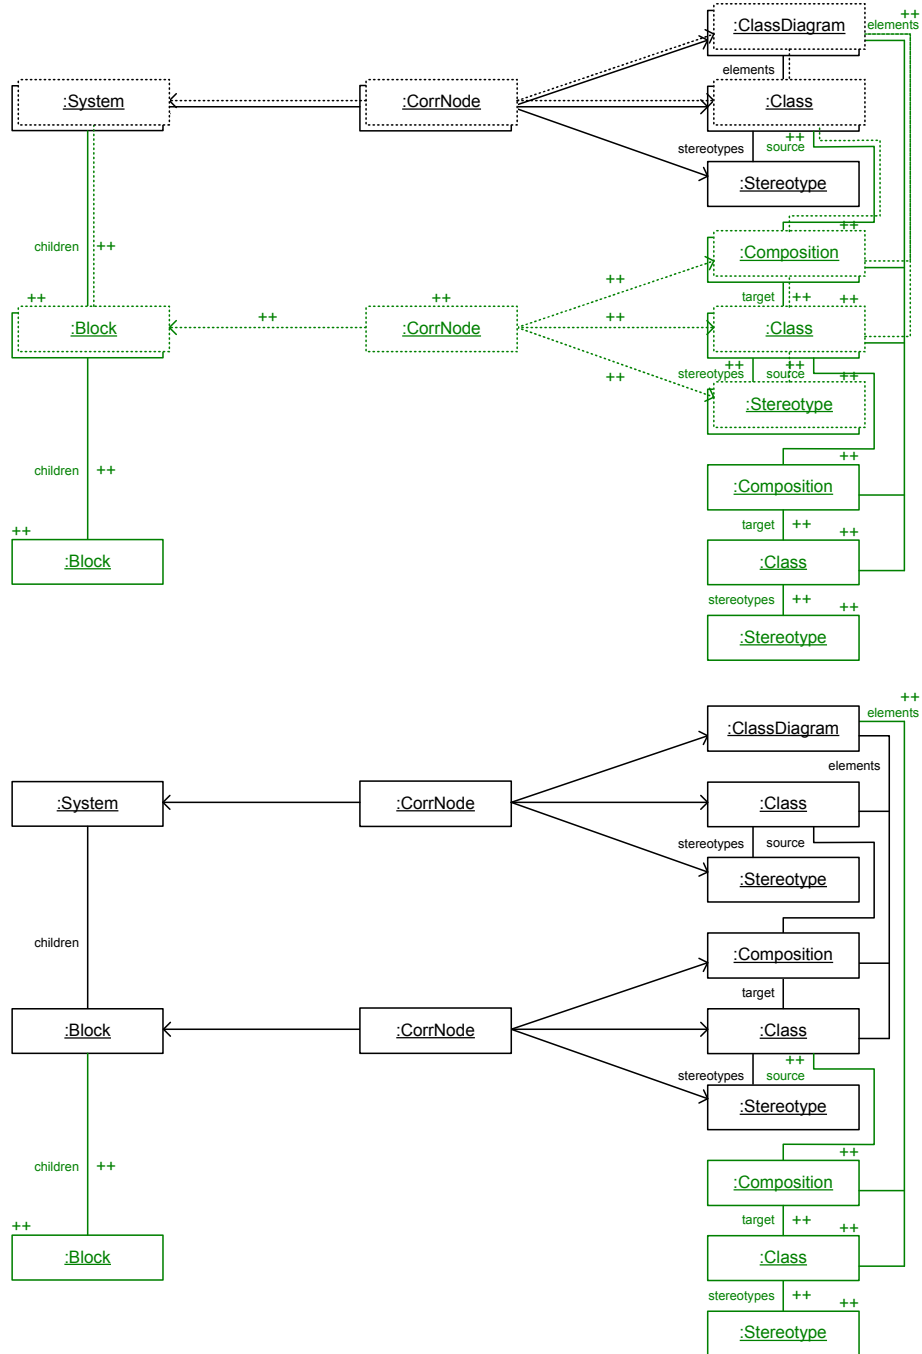 ++
:ClassDiagram
elements
elements
:System
:CorrNode
:Class
stereotypes
++
source
:Stereotype
++
children
++
:Composition
++
++
++
++
target
++
++
:Block
++
:CorrNode
++
:Class
++
stereotypes
++
source
++
++
:Stereotype
children
++
++
:Composition
++
target
++
++
:Block
:Class
stereotypes
++
++
:Stereotype
++
elements
:ClassDiagram
elements
:System
:CorrNode
:Class
stereotypes
source
:Stereotype
children
:Composition
target
:Block
:CorrNode
:Class
++
stereotypes
source
:Stereotype
children
++
++
:Composition
target
++
++
++
:Block
:Class
stereotypes
++
++
:Stereotype